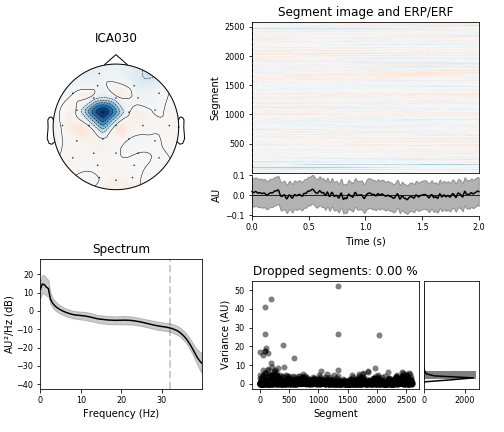 ICA030
Segment image and ERP/ERF
Segment
2500
2000
1500
1000
500
AU
0.1
0.0
−0.1
0.0 0.5 1.0 1.5 2.0
Time (s)
Spectrum
AU²/Hz (dB)
20
10
0
−10
−20
−30
−40
0 10 20 30
Frequency (Hz)
Dropped segments: 0.00 %
Variance (AU)
50
40
30
20
10
0
0 500 1000 1500 2000 2500
Segment
0 2000